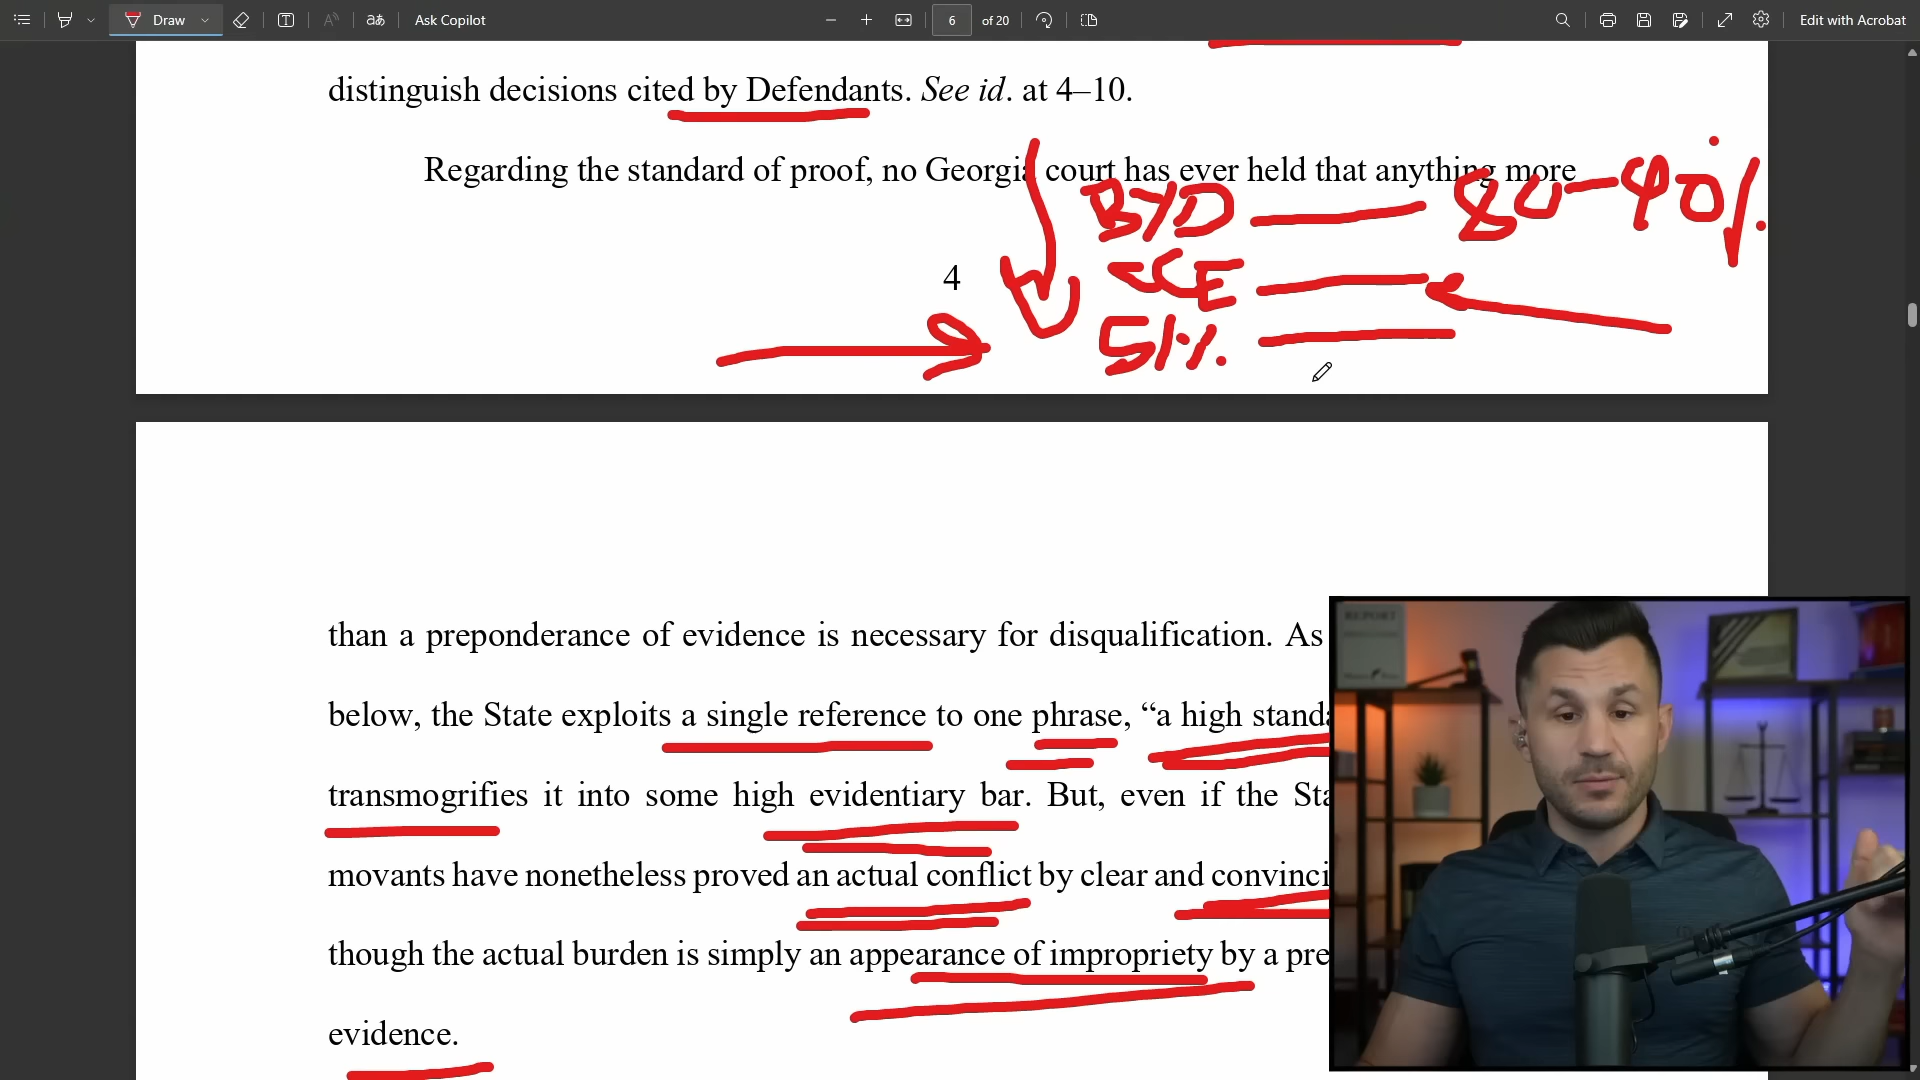 Draw
Ask Copilot
6 of 20
Edit with Acrobat
distinguish decisions cited by Defendants. See id. at 4–10.
Regarding the standard of proof, no Georgia court has ever held that anything more
BYD 80-90%
CCE
51%
4
than a preponderance of evidence is necessary for disqualification. As
below, the State exploits a single reference to one phrase, “a high standa
transmogrifies it into some high evidentiary bar. But, even if the Sta
movants have nonetheless proved an actual conflict by clear and convinci
though the actual burden is simply an appearance of impropriety by a pre
evidence.
REPORT